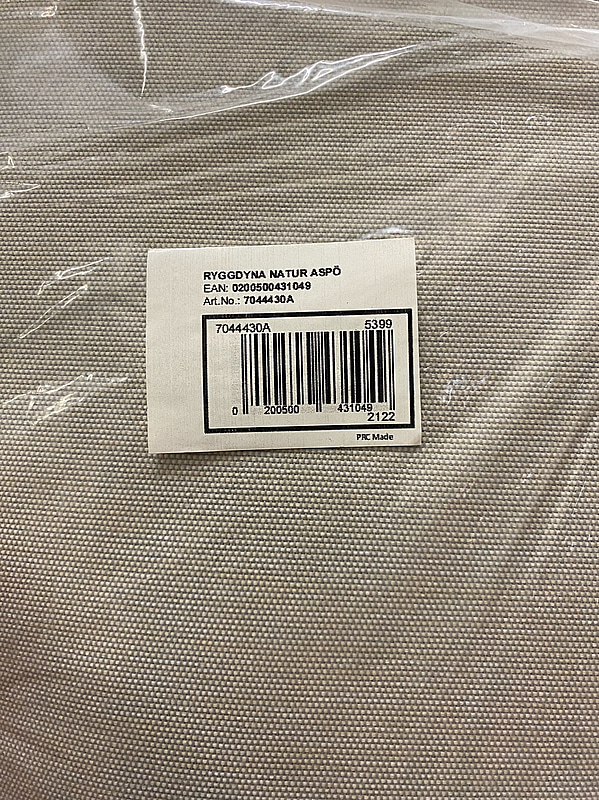 RYGGDYNA NATUR ASPÖ
EAN: 0200500431049
Art.No.: 7044430A
7044430A 5399
0 200500 431049
2122
PRC Made